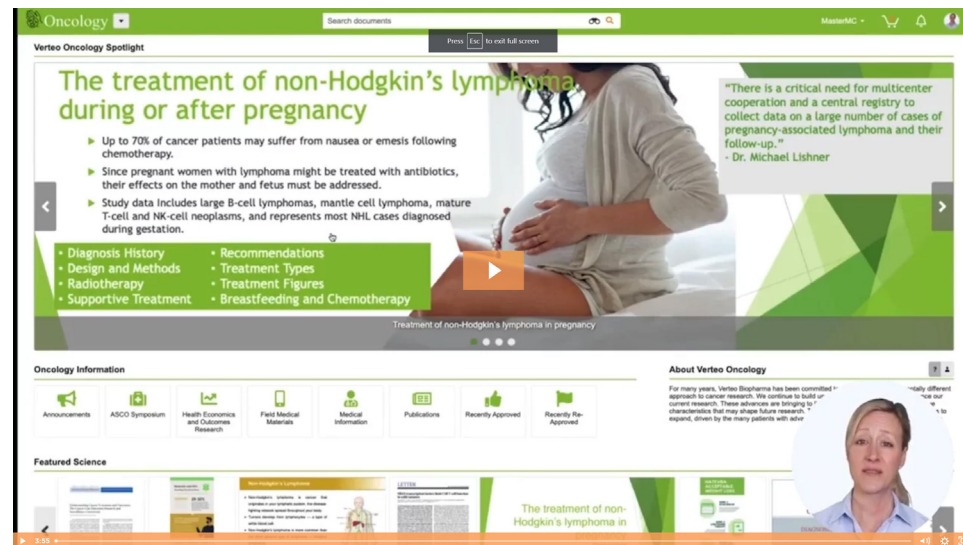 Oncology
Search documents
MasterMC
Press Esc to exit full screen
Verteo Oncology Spotlight
The treatment of non-Hodgkin's lymphoma
during or after pregnancy
Up to 70% of cancer patients may suffer from nausea or emesis following
chemotherapy.
Since pregnant women with lymphoma might be treated with antibiotics,
their effects on the mother and fetus must be addressed.
Study data includes large B-cell lymphomas, mantle cell lymphoma, mature
T-cell and NK-cell neoplasms, and represents most NHL cases diagnosed
during gestation.
• Diagnosis History
• Design and Methods
• Radiotherapy
• Supportive Treatment
• Recommendations
• Treatment Types
• Treatment Figures
• Breastfeeding and Chemotherapy
"There is a critical need for multicenter
cooperation and a central registry to
collect data on a large number of cases of
pregnancy-associated lymphoma and their
follow-up."
- Dr. Michael Lishner
Treatment of non-Hodgkin's lymphoma in pregnancy
Oncology Information
Announcements
ASCO Symposium
Health Economics
and Outcomes
Research
Field Medical
Materials
Medical
Information
Publications
Recently Approved
Recently Re-
Approved
About Verteo Oncology
?
For many years, Verteo Biopharma has been committed
approach to cancer research. We continue to build
current research. These advances are bringing to
characteristics that may shape future research.
expand, driven by the many patients with
Featured Science
Non-Hodgkin's Lymphoma
LETTER
The treatment of non-
Hodgkin's lymphoma in
3:55